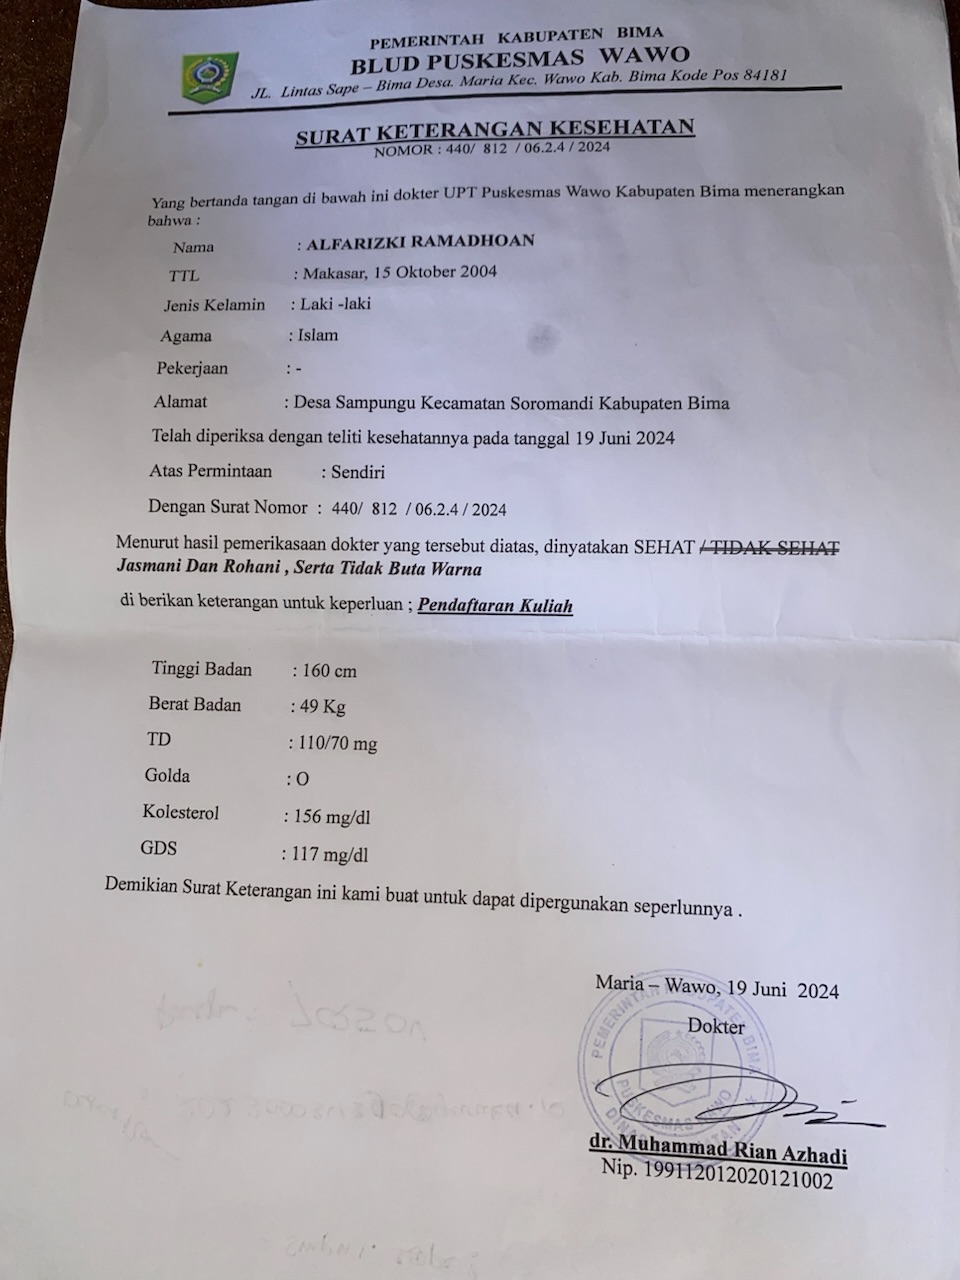 PEMERINTAH KABUPATEN BIMA
BLUD PUSKESMAS WAWO
JL. Lintas Sape – Bima Desa. Maria Kec. Wawo Kab. Bima Kode Pos 84181
SURAT KETERANGAN KESEHATAN
NOMOR : 440/ 812 / 06.2.4 / 2024
Yang bertanda tangan di bawah ini dokter UPT Puskesmas Wawo Kabupaten Bima menerangkan
bahwa :
Nama : ALFARIZKI RAMADHOAN
TTL : Makasar, 15 Oktober 2004
Jenis Kelamin : Laki -laki
Agama : Islam
Pekerjaan : -
Alamat : Desa Sampungu Kecamatan Soromandi Kabupaten Bima
Telah diperiksa dengan teliti kesehatannya pada tanggal 19 Juni 2024
Atas Permintaan : Sendiri
Dengan Surat Nomor : 440/ 812 / 06.2.4 / 2024
Menurut hasil pemerikasaan dokter yang tersebut diatas, dinyatakan SEHAT / TIDAK SEHAT
Jasmani Dan Rohani , Serta Tidak Buta Warna
di berikan keterangan untuk keperluan ; Pendaftaran Kuliah
Tinggi Badan : 160 cm
Berat Badan : 49 Kg
TD : 110/70 mg
Golda : O
Kolesterol : 156 mg/dl
GDS : 117 mg/dl
Demikian Surat Keterangan ini kami buat untuk dapat dipergunakan seperlunnya .
Maria – Wawo, 19 Juni 2024
Dokter
PEMERINTAH KABUPATEN BIMA
PUSKESMAS WAWO
DINAS KESEHATAN
dr. Muhammad Rian Azhadi
Nip. 199112012020121002